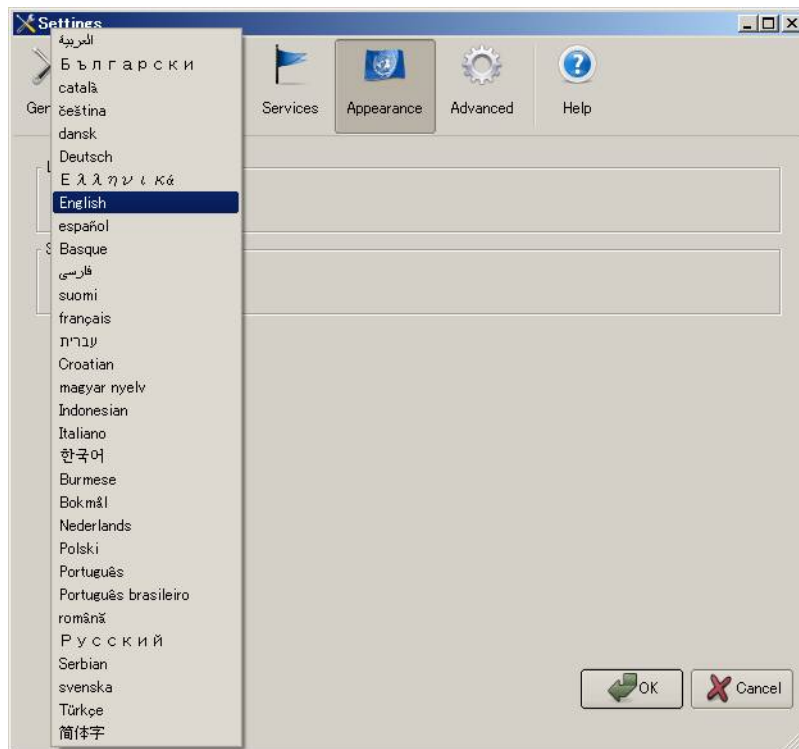 Settings
Services
Appearance
Advanced
Help
العربية
Български
català
čeština
dansk
Deutsch
Ελληνικά
English
español
Basque
فارسی
suomi
français
עברית
Croatian
magyar nyelv
Indonesian
Italiano
한국어
Burmese
Bokmål
Nederlands
Polski
Português
Português brasileiro
română
Русский
Serbian
svenska
Türkçe
简体字
OK
Cancel